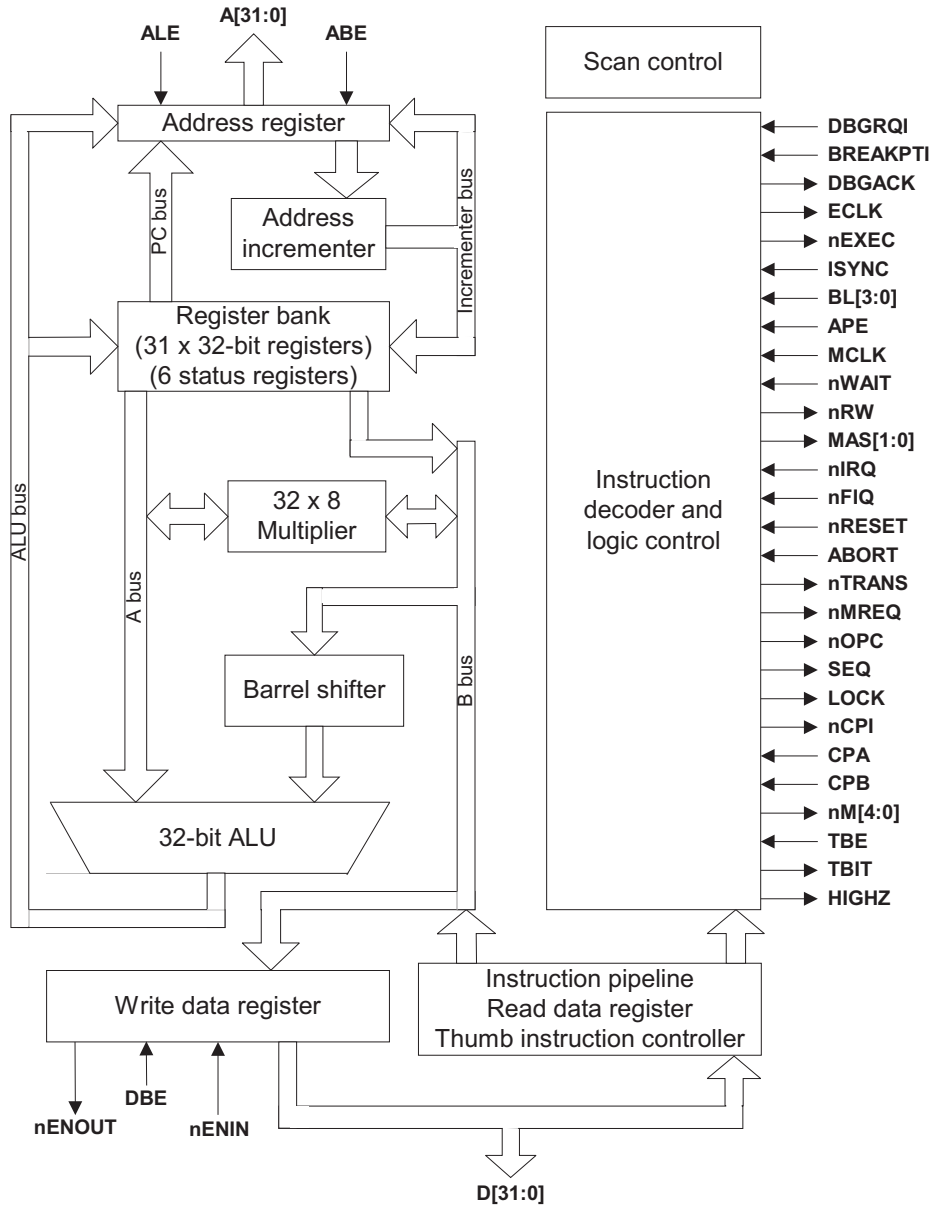 A[31:0]
ALE
ABE
Address register
PC bus
Address
incrementer
Incrementer bus
Register bank
(31 x 32-bit registers)
(6 status registers)
ALU bus
A bus
32 x 8
Multiplier
B bus
Barrel shifter
32-bit ALU
Write data register
nENOUT
DBE
nENIN
Instruction pipeline
Read data register
Thumb instruction controller
D[31:0]
Scan control
Instruction
decoder and
logic control
DBGRQI
BREAKPTI
DBGACK
ECLK
nEXEC
ISYNC
BL[3:0]
APE
MCLK
nWAIT
nRW
MAS[1:0]
nIRQ
nFIQ
nRESET
ABORT
nTRANS
nMREQ
nOPC
SEQ
LOCK
nCPI
CPA
CPB
nM[4:0]
TBE
TBIT
HIGHZ